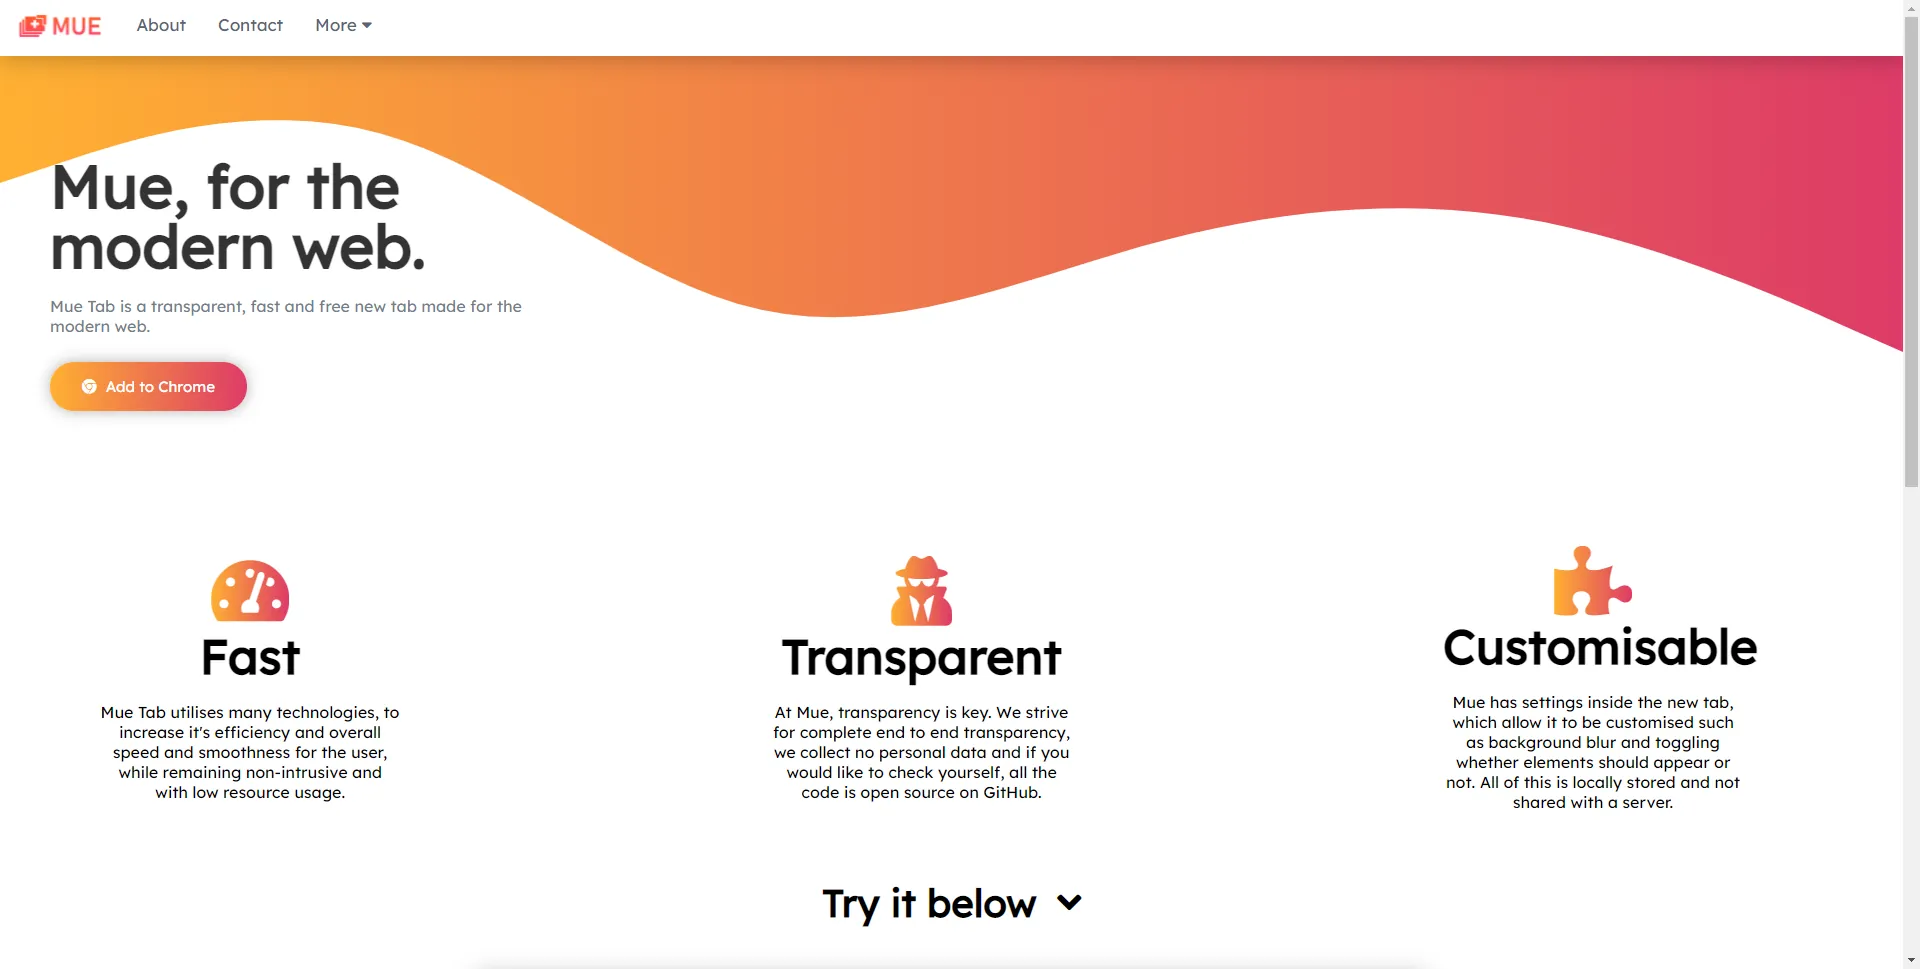 MUE
About
Contact
More
Mue, for the
modern web.
Mue Tab is a transparent, fast and free new tab made for the
modern web.
Add to Chrome
Fast
Mue Tab utilises many technologies, to
increase it's efficiency and overall
speed and smoothness for the user,
while remaining non-intrusive and
with low resource usage.
Transparent
At Mue, transparency is key. We strive
for complete end to end transparency,
we collect no personal data and if you
would like to check yourself, all the
code is open source on GitHub.
Customisable
Mue has settings inside the new tab,
which allow it to be customised such
as background blur and toggling
whether elements should appear or
not. All of this is locally stored and not
shared with a server.
Try it below